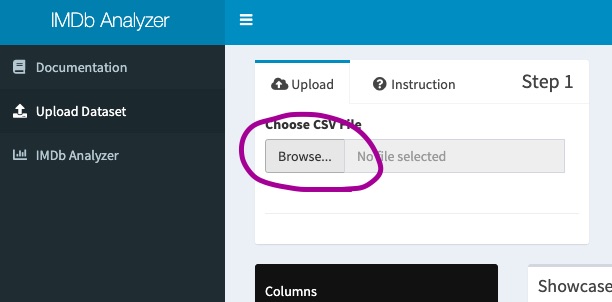 IMDb Analyzer
Documentation
Upload Dataset
IMDb Analyzer
Upload
Instruction
Step 1
Choose CSV File
Browse...
No file selected
Columns
Showcase